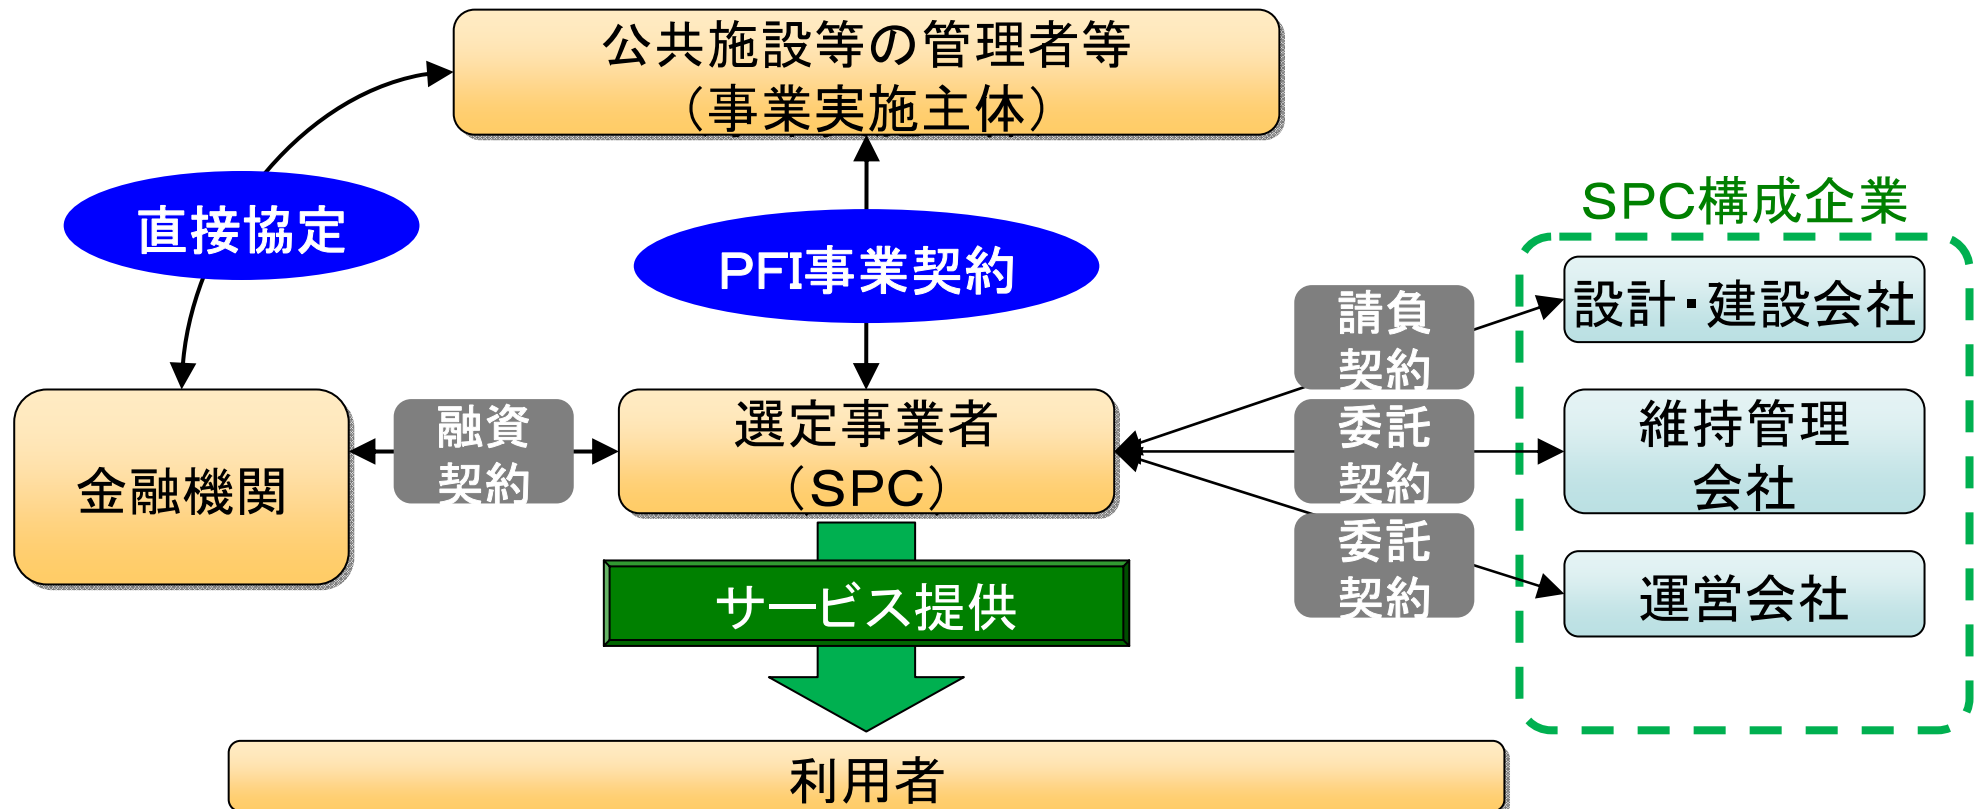 公共施設等の管理者等
（事業実施主体）
直接協定
PFI事業契約
SPC構成企業
設計・建設会社
請負
契約
金融機関
融資
契約
選定事業者
（SPC）
委託
契約
維持管理
会社
委託
契約
運営会社
サービス提供
利用者